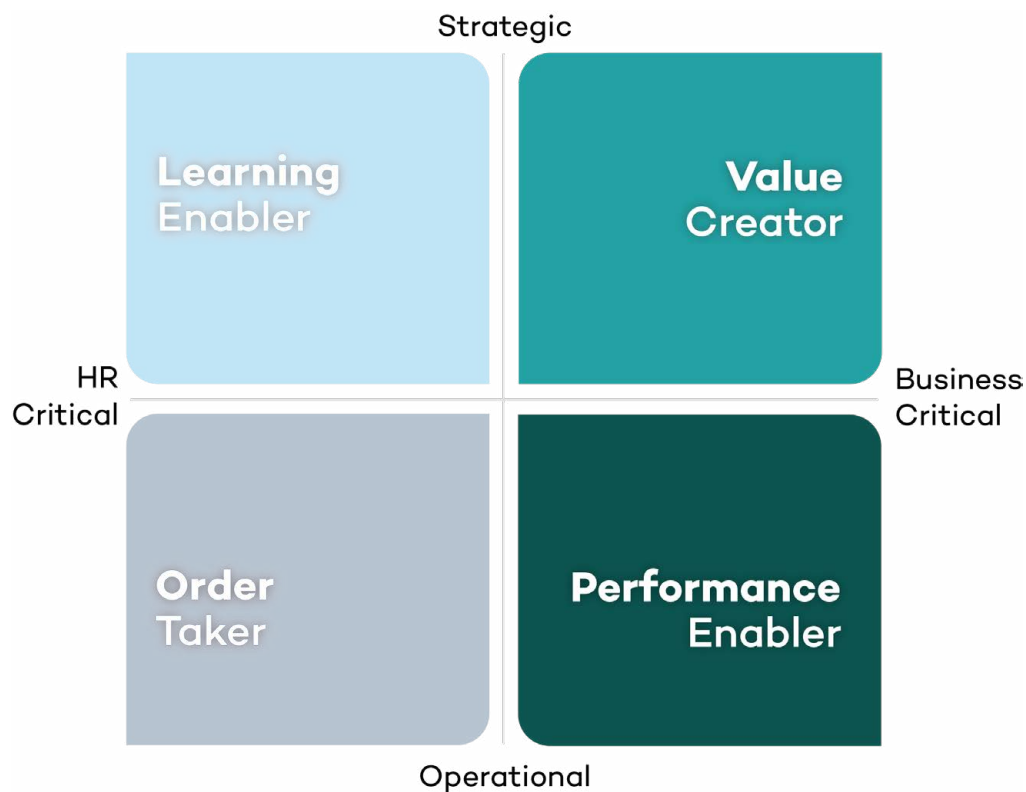 Strategic
Learning
Enabler
Value
Creator
HR
Critical
Business
Critical
Order
Taker
Performance
Enabler
Operational